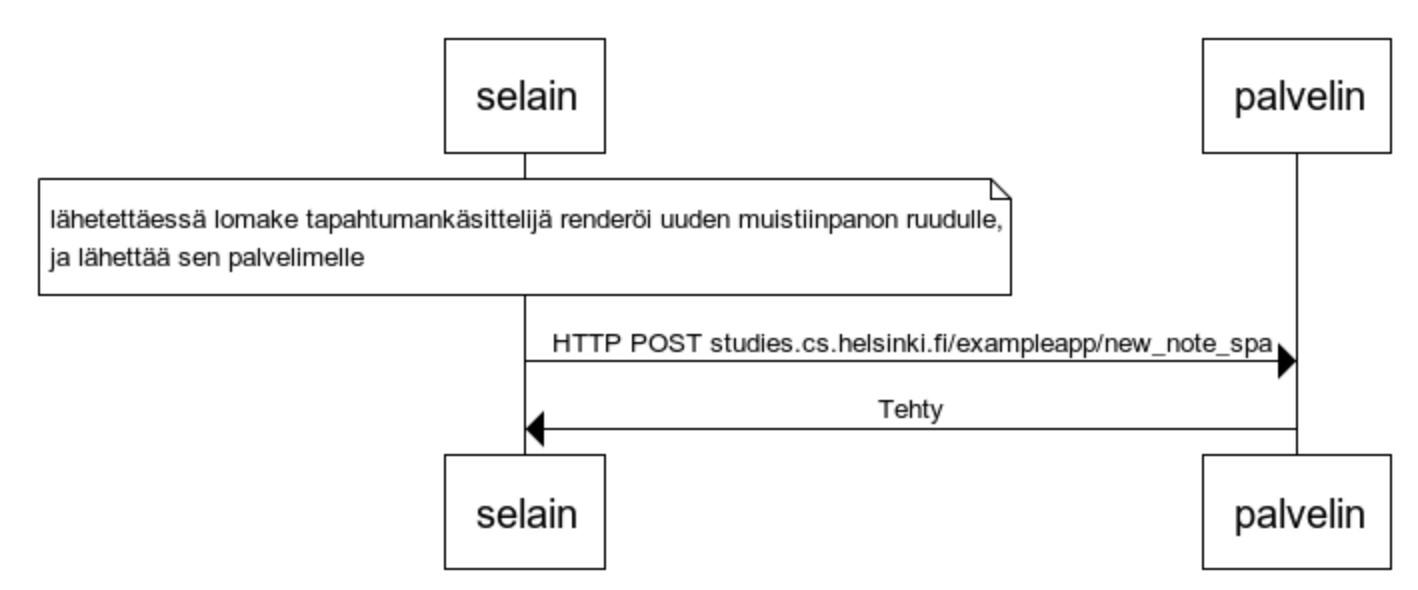 selain
palvelin
lähetettäessä lomake tapahtumankäsittelijä renderöi uuden muistiinpanon ruudulle,
ja lähettää sen palvelimelle
HTTP POST studies.cs.helsinki.fi/exampleapp/new_note_spa
Tehty
selain
palvelin